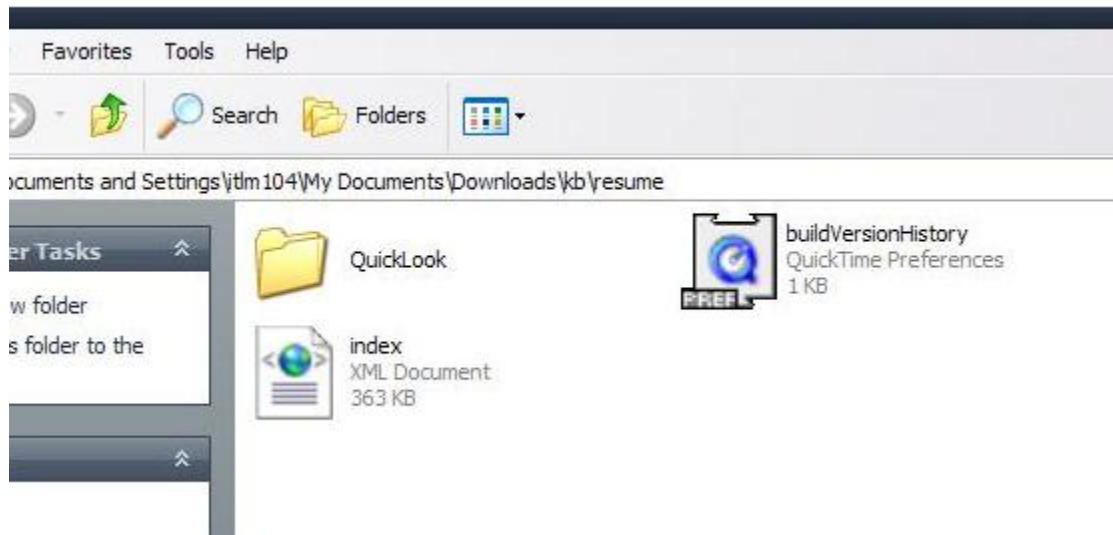 Favorites Tools Help
Search Folders
ocuments and Settings\itlm104\My Documents\Downloads\kb\resume
er Tasks
w folder
s folder to the
QuickLook
buildVersionHistory
QuickTime Preferences
1 KB
PREF
index
XML Document
363 KB